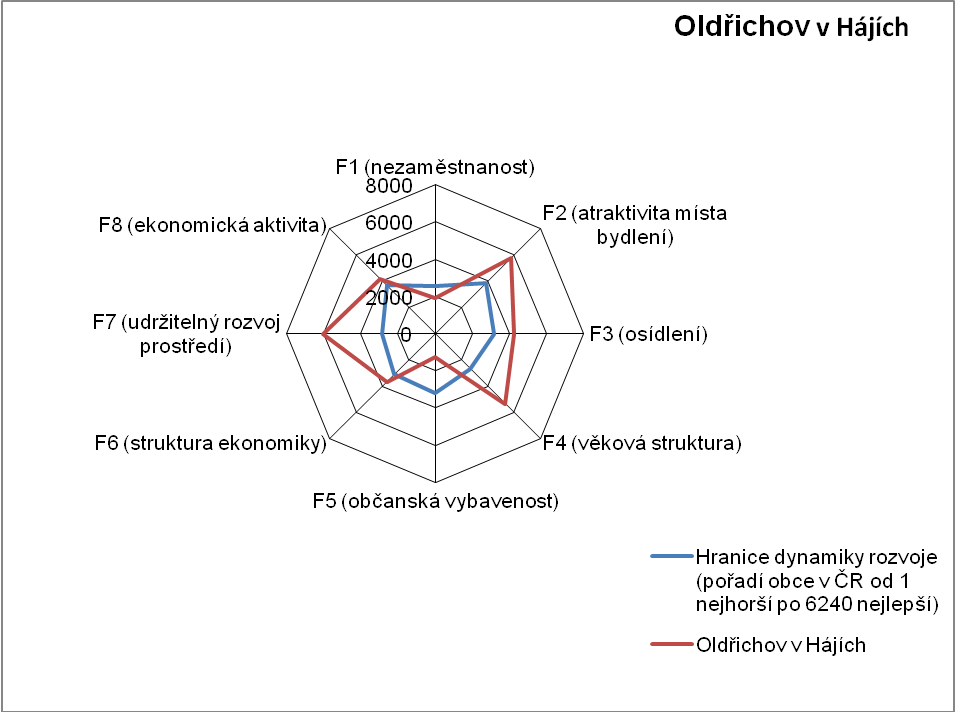 Oldřichov v Hájích
F1 (nezaměstnanost)
8000
6000
4000
2000
0
F2 (atraktivita místa
bydlení)
F3 (osídlení)
F4 (věková struktura)
F5 (občanská vybavenost)
F6 (struktura ekonomiky)
F7 (udržitelný rozvoj
prostředí)
F8 (ekonomická aktivita)
Hranice dynamiky rozvoje
(pořadí obce v ČR od 1
nejhorší po 6240 nejlepší)
Oldřichov v Hájích